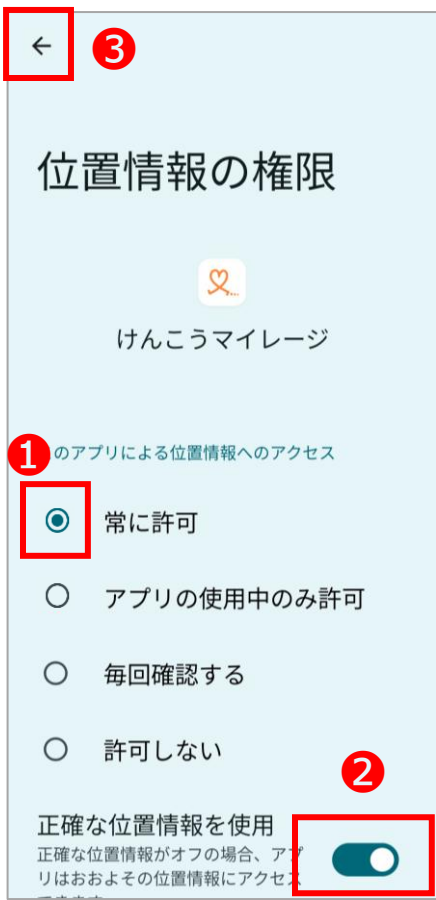 ← 3
位置情報の権限
けんこうマイレージ
1 のアプリによる位置情報へのアクセス
常に許可
アプリの使用中のみ許可
毎回確認する
許可しない
2
正確な位置情報を使用
正確な位置情報がオフの場合、アプ
リはおおよその位置情報にアクセス